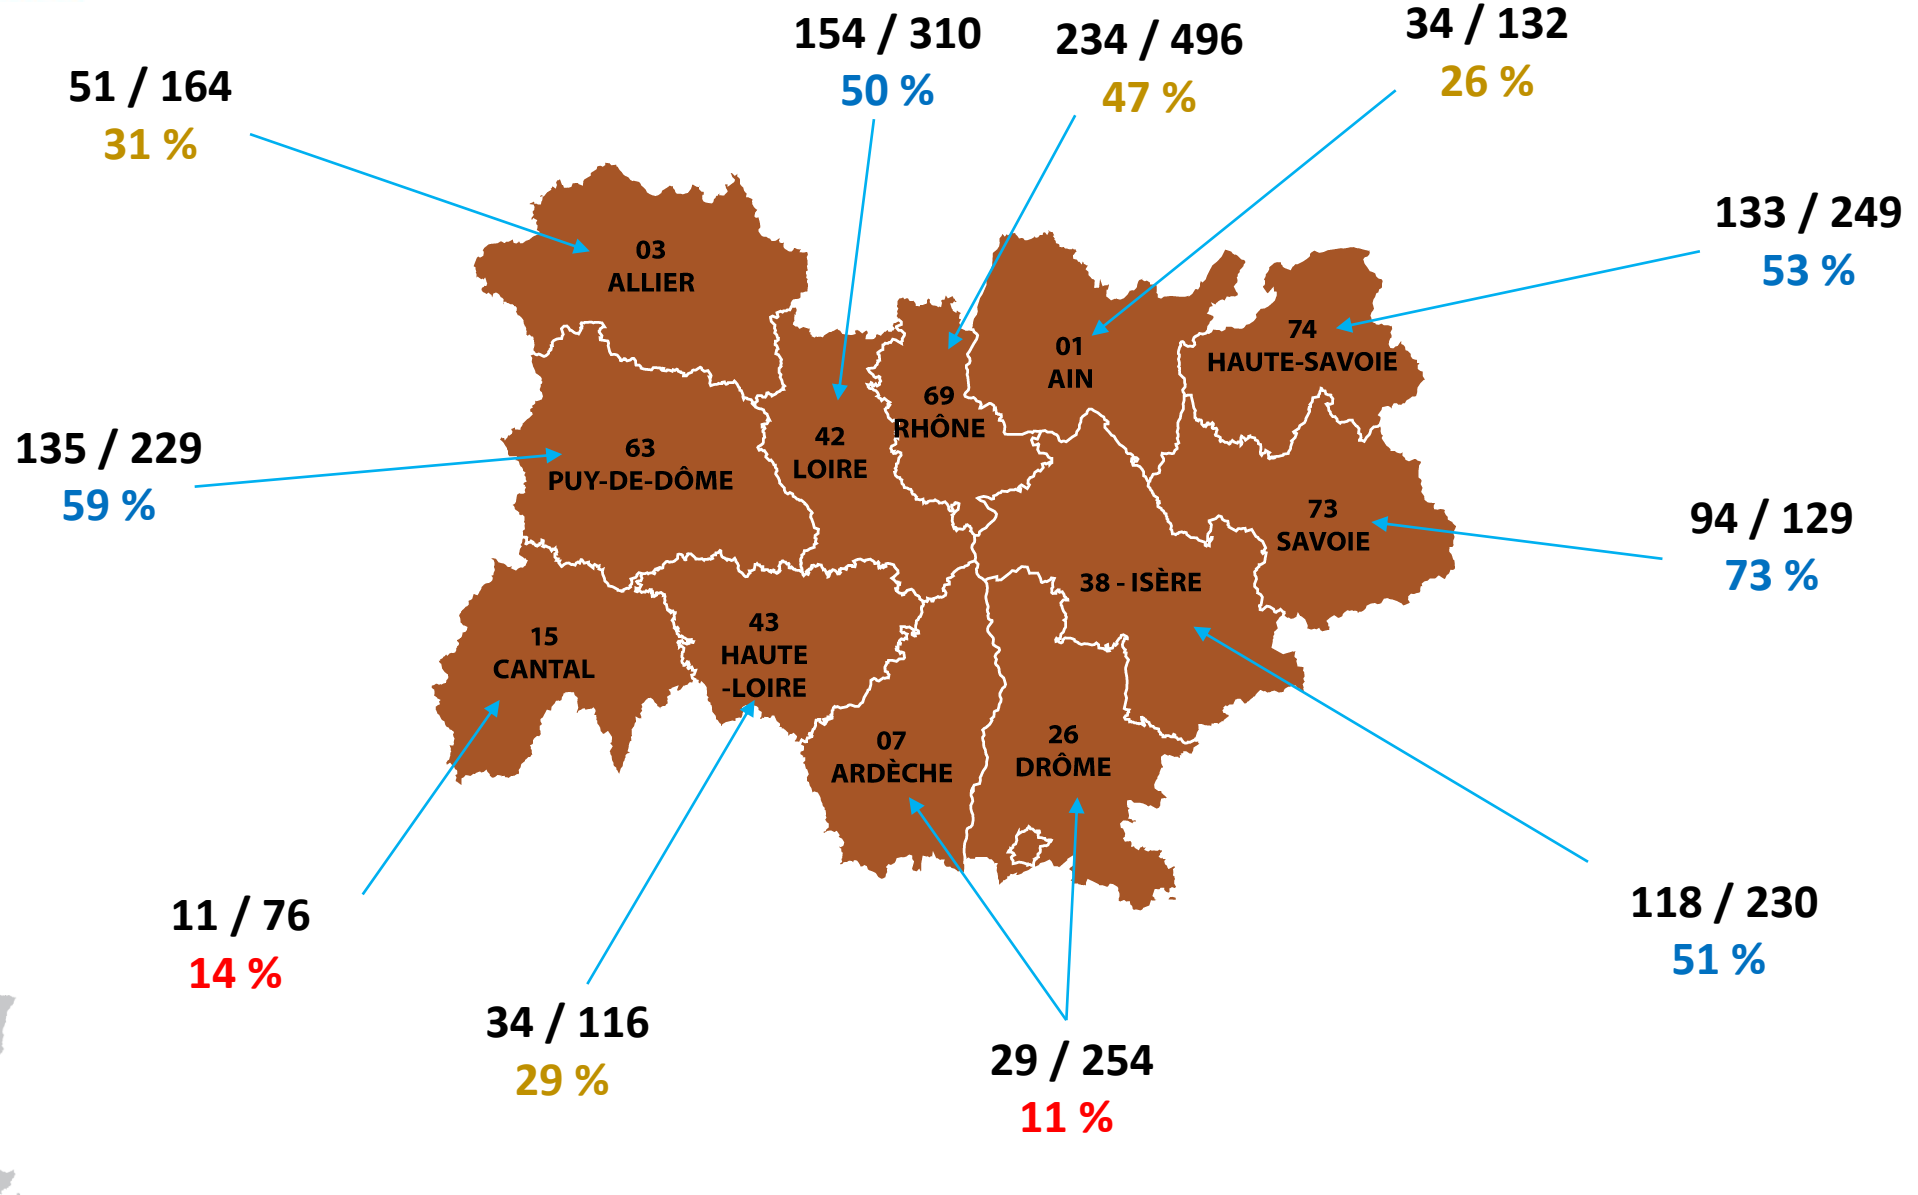 154 / 310
50 %
234 / 496
47 %
34 / 132
26 %
51 / 164
31 %
133 / 249
53 %
03
ALLIER
74
HAUTE-SAVOIE
01
AIN
69
RHÔNE
42
LOIRE
63
PUY-DE-DÔME
135 / 229
59 %
73
SAVOIE
94 / 129
73 %
38 - ISÈRE
15
CANTAL
43
HAUTE
-LOIRE
07
ARDÈCHE
26
DRÔME
11 / 76
14 %
34 / 116
29 %
29 / 254
11 %
118 / 230
51 %